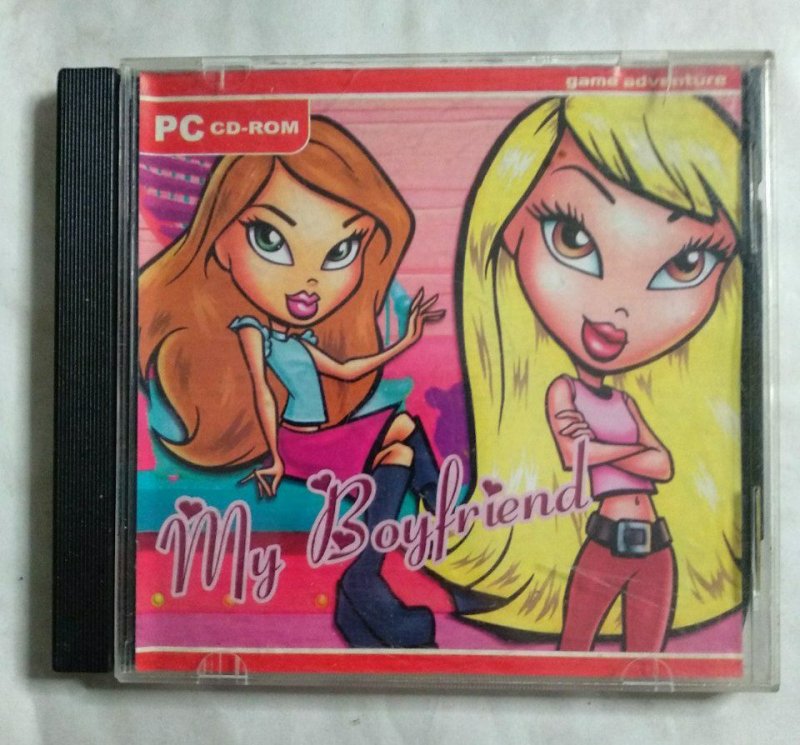 game adventure
PC CD-ROM
My Boyfriend